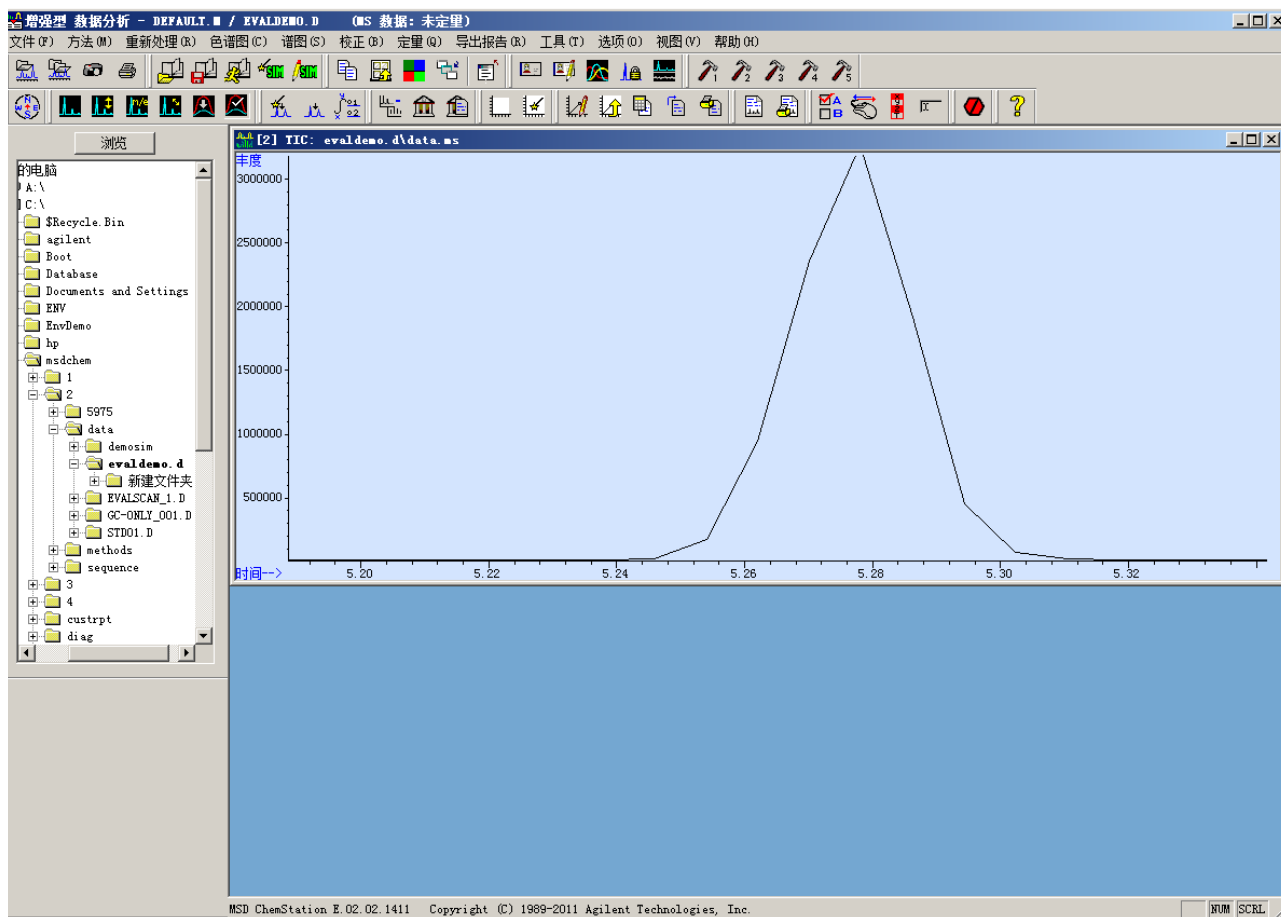 增强型 数据分析 - DEFAULT.M / EVALDEMO.D    (MS 数据: 未定量)
文件(F) 方法(M) 重新处理(R) 色谱图(C) 谱图(S) 校正(B) 定量(Q) 导出报告(R) 工具(T) 选项(O) 视图(V) 帮助(H)
浏览
的电脑
A:\
C:\
$Recycle.Bin
agilent
Boot
Database
Documents and Settings
ENV
EnvDemo
hp
msdchem
1
2
5975
data
demosim
evaldemo.d
新建文件夹
EVALSCAN_1.D
GC-ONLY_001.D
STD01.D
methods
sequence
3
4
custrpt
diag
[2] TIC: evaldemo.d\data.ms
丰度
3000000
2500000
2000000
1500000
1000000
500000
时间-->
5.20 5.22 5.24 5.26 5.28 5.30 5.32
MSD ChemStation E.02.02.1411   Copyright (C) 1989-2011 Agilent Technologies, Inc.
NUM SCRL